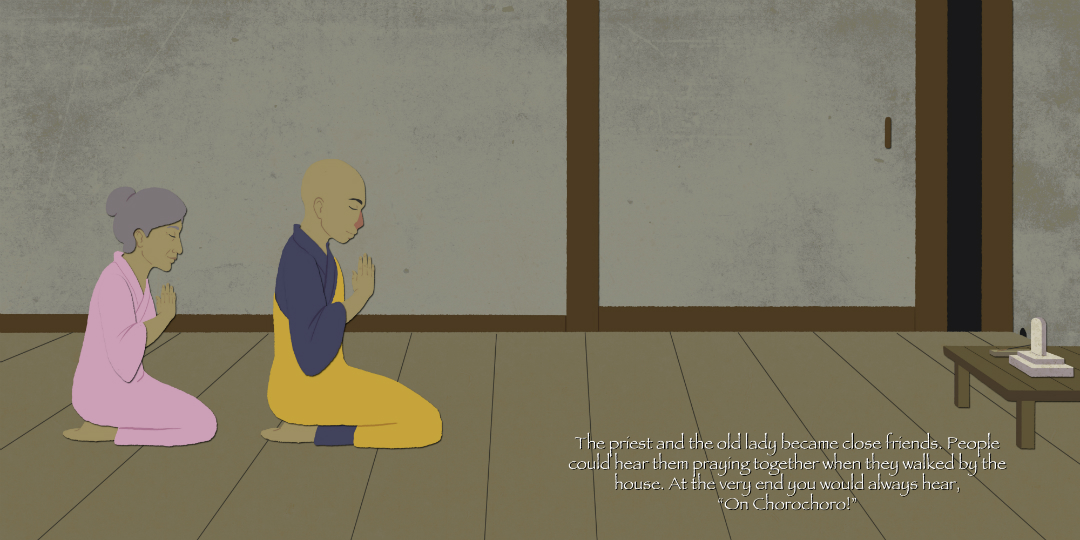 The priest and the old lady became close friends. People
could hear them praying together when they walked by the
house. At the very end you would always hear,
“On Chorochoro!”